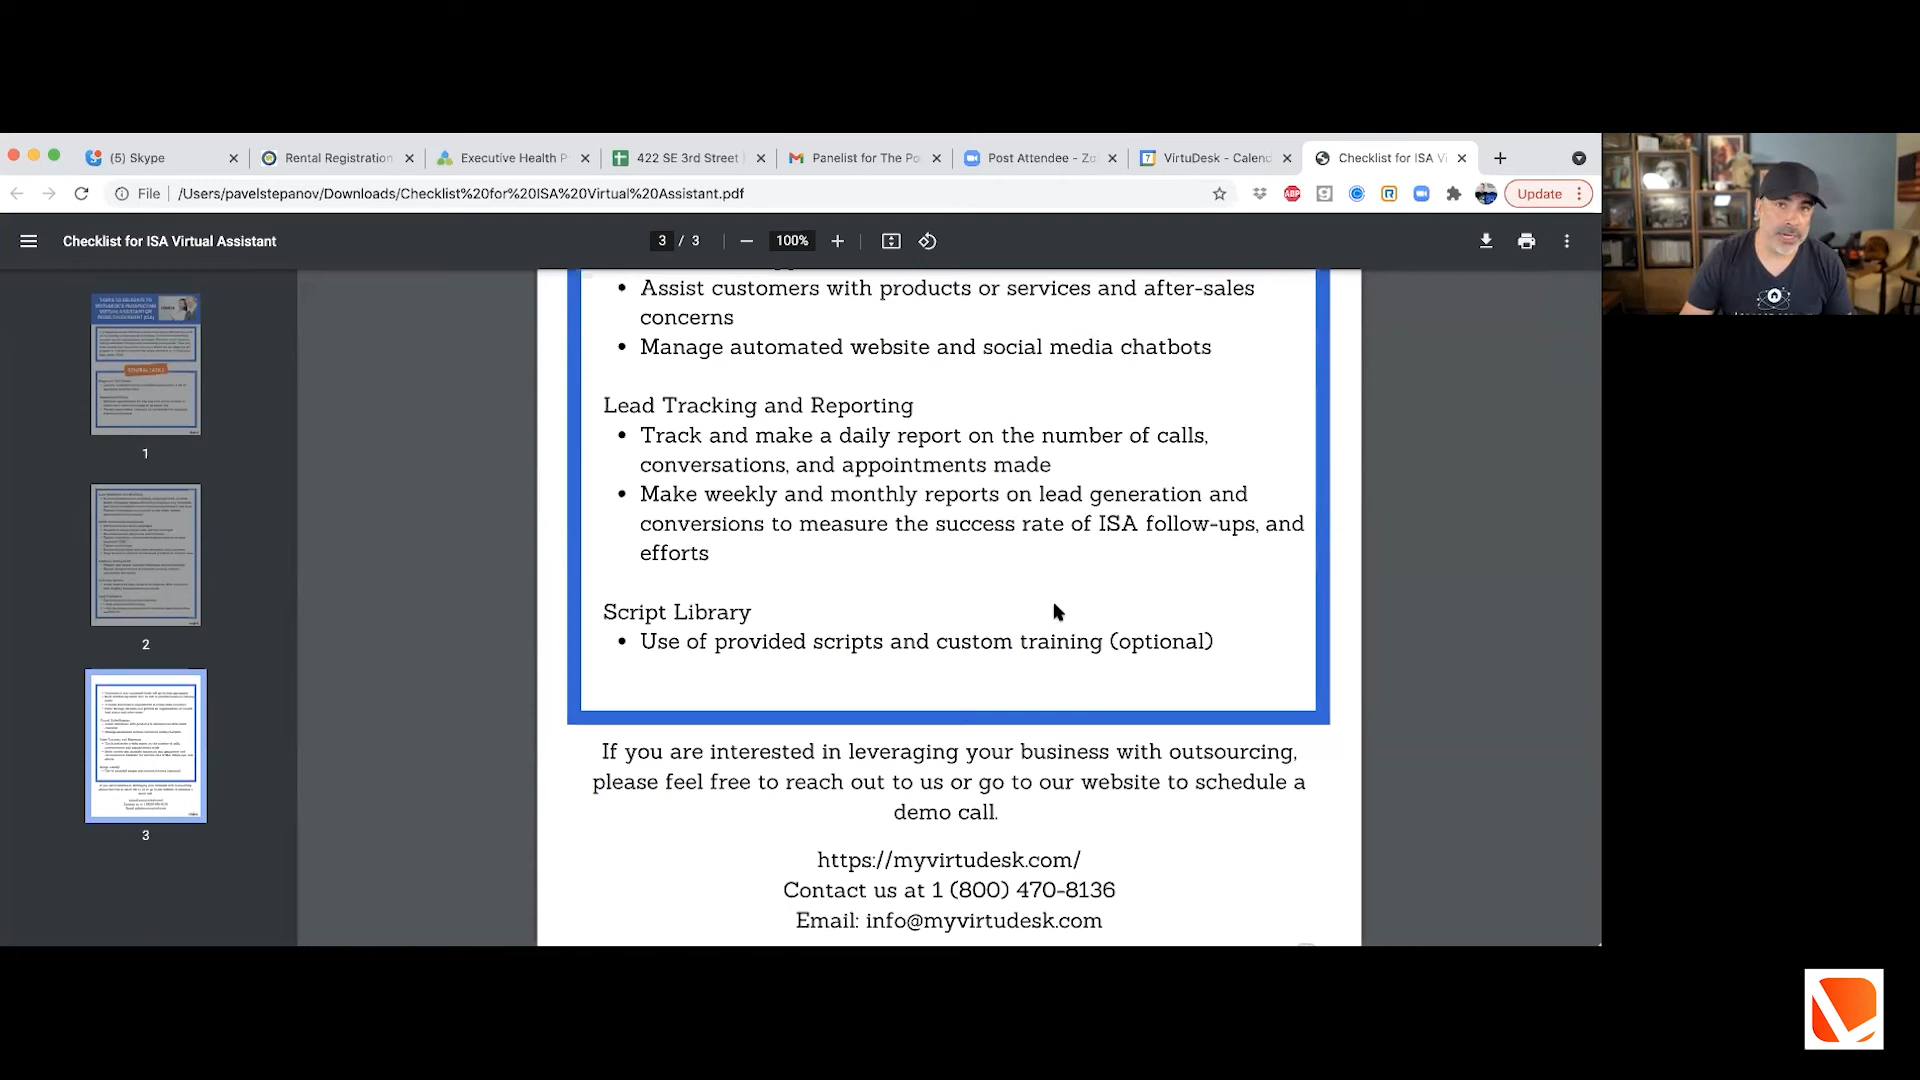 (5) Skype
Rental Registration
Executive Health P
422 SE 3rd Street
Panelist for The Po
Post Attendee - Zo
VirtuDesk - Calend
Checklist for ISA Vi
File
/Users/pavelstepanov/Downloads/Checklist%20for%20ISA%20Virtual%20Assistant.pdf
ABP
Update
Checklist for ISA Virtual Assistant
3 / 3
100%
Assist customers with products or services and after-sales
concerns
• Manage automated website and social media chatbots
Lead Tracking and Reporting
• Track and make a daily report on the number of calls,
conversations, and appointments made
• Make weekly and monthly reports on lead generation and
conversions to measure the success rate of ISA follow-ups, and
efforts
Script Library
• Use of provided scripts and custom training (optional)
If you are interested in leveraging your business with outsourcing,
please feel free to reach out to us or go to our website to schedule a
demo call.
https://myvirtudesk.com/
Contact us at 1 (800) 470-8136
Email: info@myvirtudesk.com
GENERAL TASKS
1
2
3